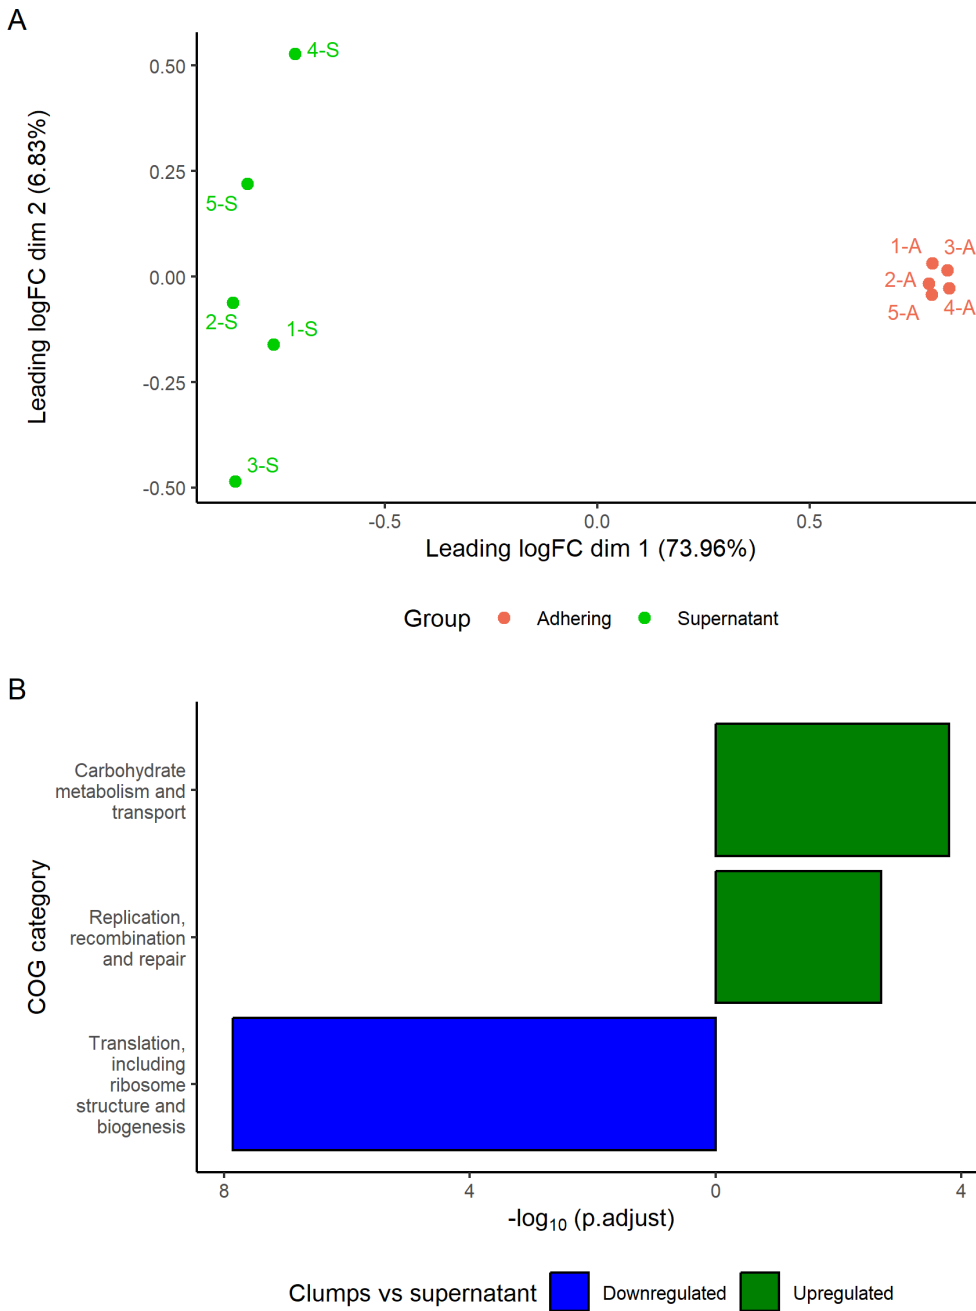 A
4-S
0.50
0.25
5-S
1-A
3-A
0.00
2-A
5-A
4-A
2-S
1-S
-0.25
3-S
-0.50
Leading logFC dim 2 (6.83%)
-0.5
0.0
0.5
Leading logFC dim 1 (73.96%)
Group
Adhering
Supernatant
B
Carbohydrate
metabolism and
transport
Replication,
recombination
and repair
Translation,
including
ribosome
structure and
biogenesis
COG category
8
4
0
4
-log10 (p.adjust)
Clumps vs supernatant
Downregulated
Upregulated